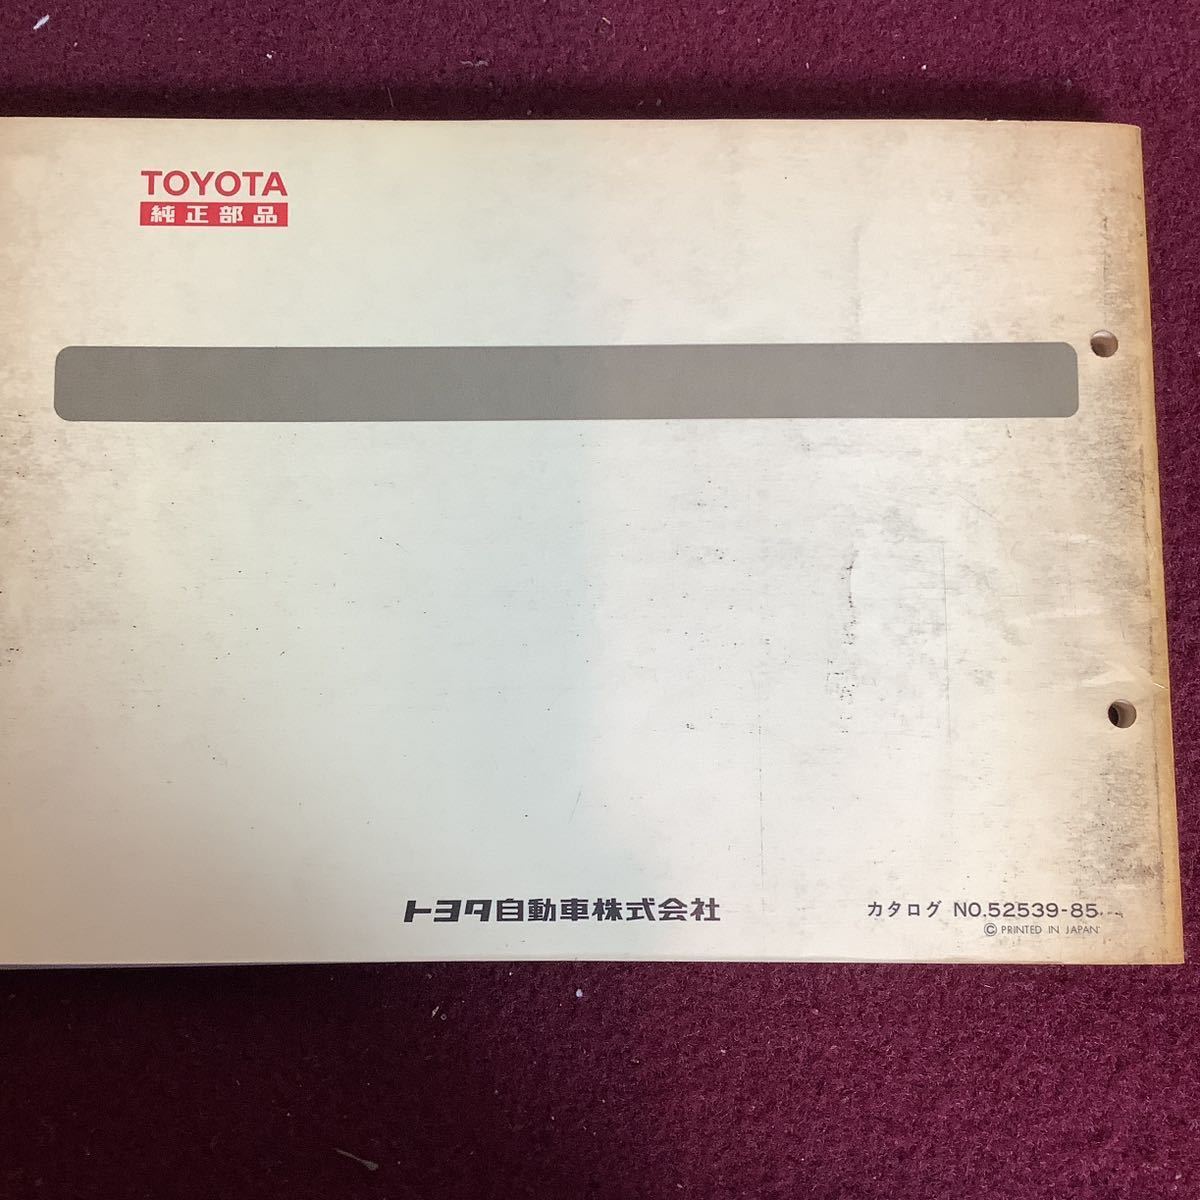 TOYOTA
純正部品
トヨタ自動車株式会社
カタログ NO.52539-85
© PRINTED IN JAPAN